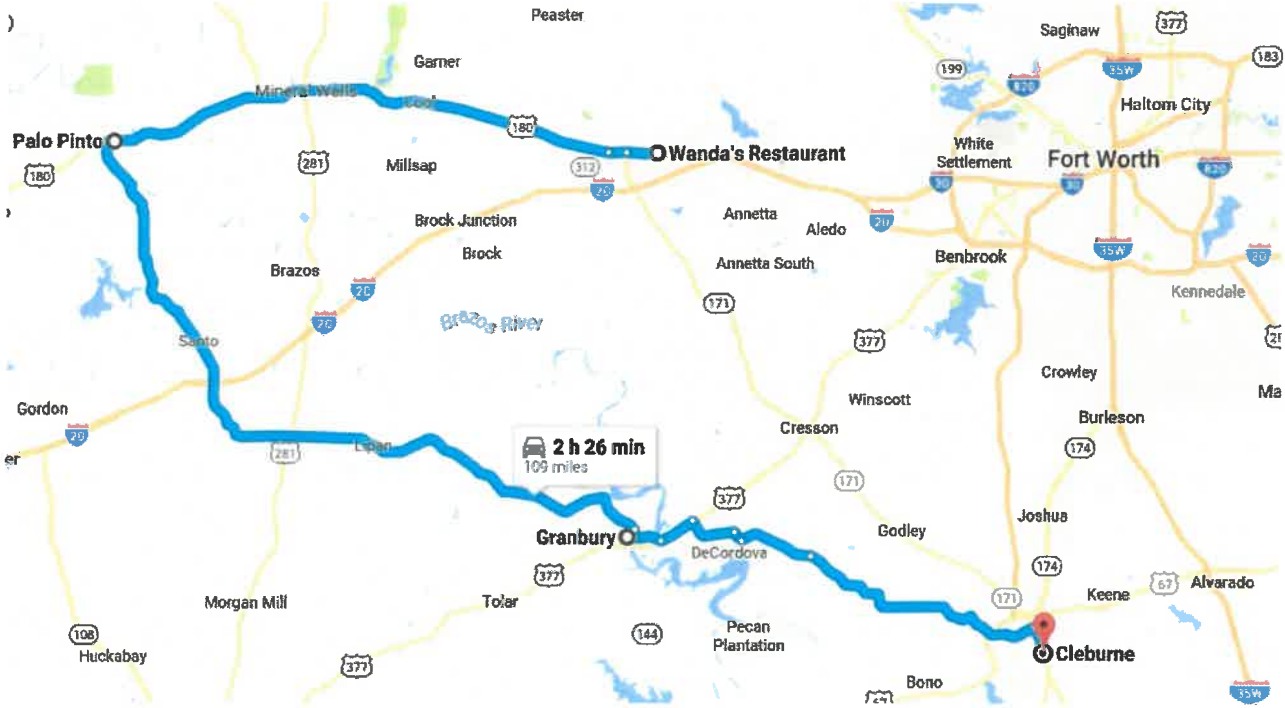 Peaster
Saginaw
377
183
Garner
199
820
35W
Mineral Wells
Cool
Haltom City
180
Palo Pinto
Wanda's Restaurant
White
Settlement
Fort Worth
820
180
281
Millsap
312
20
30
30
Annetta
Aledo
20
Brock Junction
Brock
Annetta South
Benbrook
35W
20
Brazos
20
Kennedale
171
20
Brazos River
377
Santo
Crowley
Ma
Gordon
Winscott
Burleson
20
Cresson
er
281
Lipan
2 h 26 min
109 miles
174
171
377
Granbury
DeCordova
Godley
Joshua
377
174
Keene
67
Alvarado
Morgan Mill
Tolar
171
108
Huckabay
144
Pecan
Plantation
Cleburne
377
Bono
35W